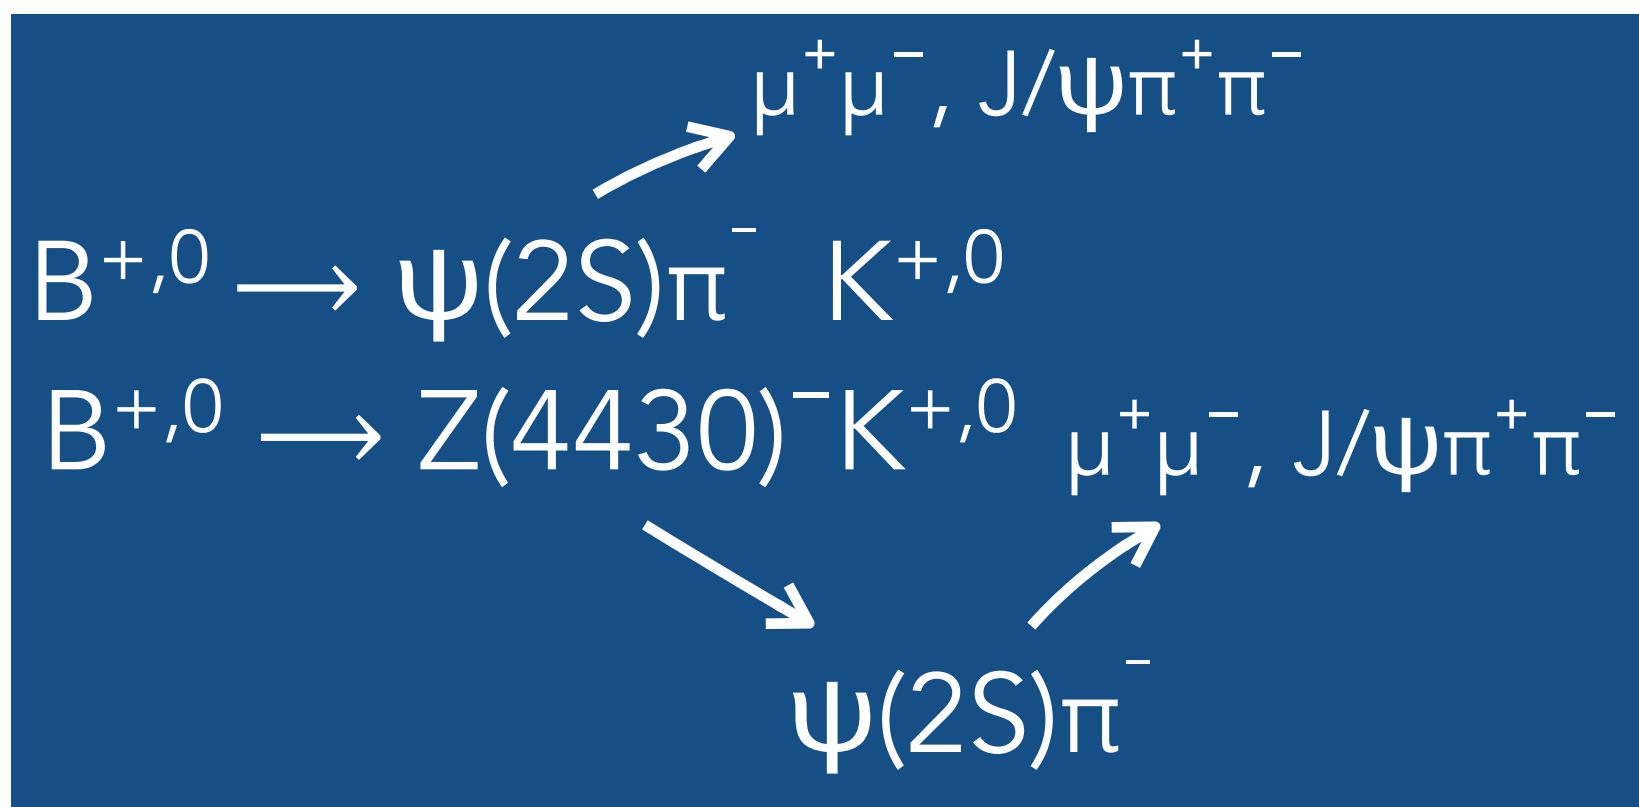 μ⁺μ⁻, J/ψπ⁺π⁻
B⁺,⁰ ⟶ ψ(2S)π⁻ K⁺,⁰
B⁺,⁰ ⟶ Z(4430)⁻K⁺,⁰
μ⁺μ⁻, J/ψπ⁺π⁻
ψ(2S)π⁻